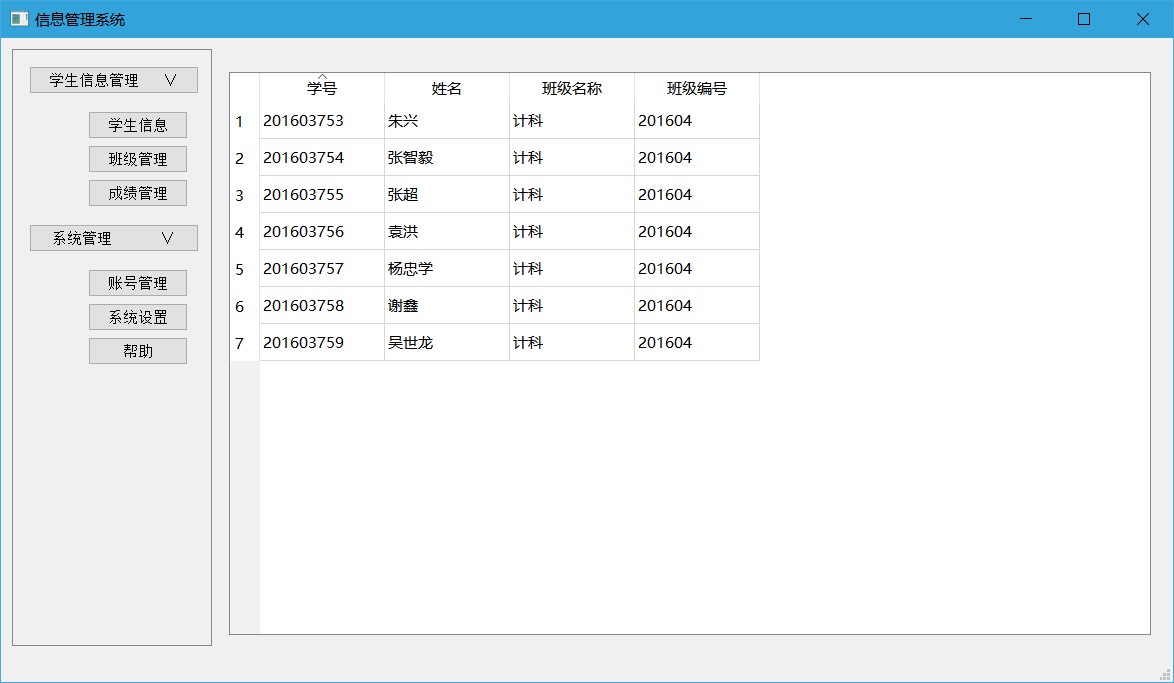 信息管理系统
学生信息管理 ∨
学生信息
班级管理
成绩管理
系统管理 ∨
账号管理
系统设置
帮助
学号 姓名 班级名称 班级编号
1 201603753 朱兴 计科 201604
2 201603754 张智毅 计科 201604
3 201603755 张超 计科 201604
4 201603756 袁洪 计科 201604
5 201603757 杨忠学 计科 201604
6 201603758 谢鑫 计科 201604
7 201603759 吴世龙 计科 201604